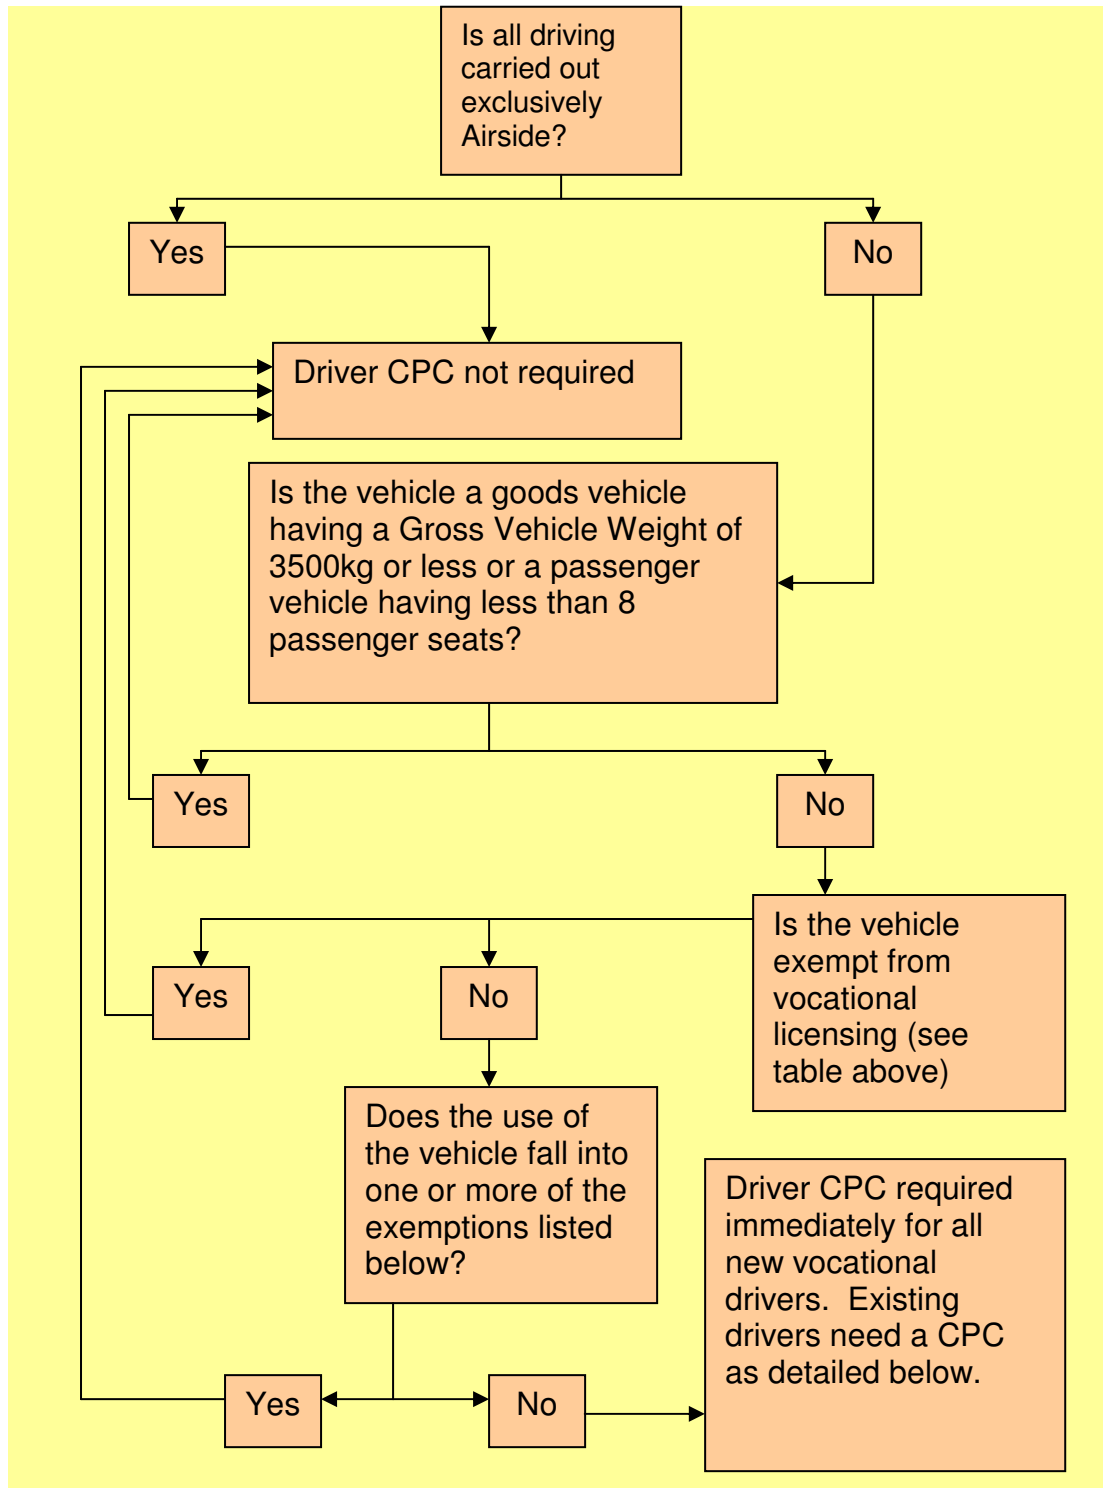 Is all driving
carried out
exclusively
Airside?
Yes
No
Driver CPC not required
Is the vehicle a goods vehicle
having a Gross Vehicle Weight of
3500kg or less or a passenger
vehicle having less than 8
passenger seats?
Yes
No
Is the vehicle
exempt from
vocational
licensing (see
table above)
Yes
No
Does the use of
the vehicle fall into
one or more of the
exemptions listed
below?
Driver CPC required
immediately for all
new vocational
drivers.  Existing
drivers need a CPC
as detailed below.
Yes
No